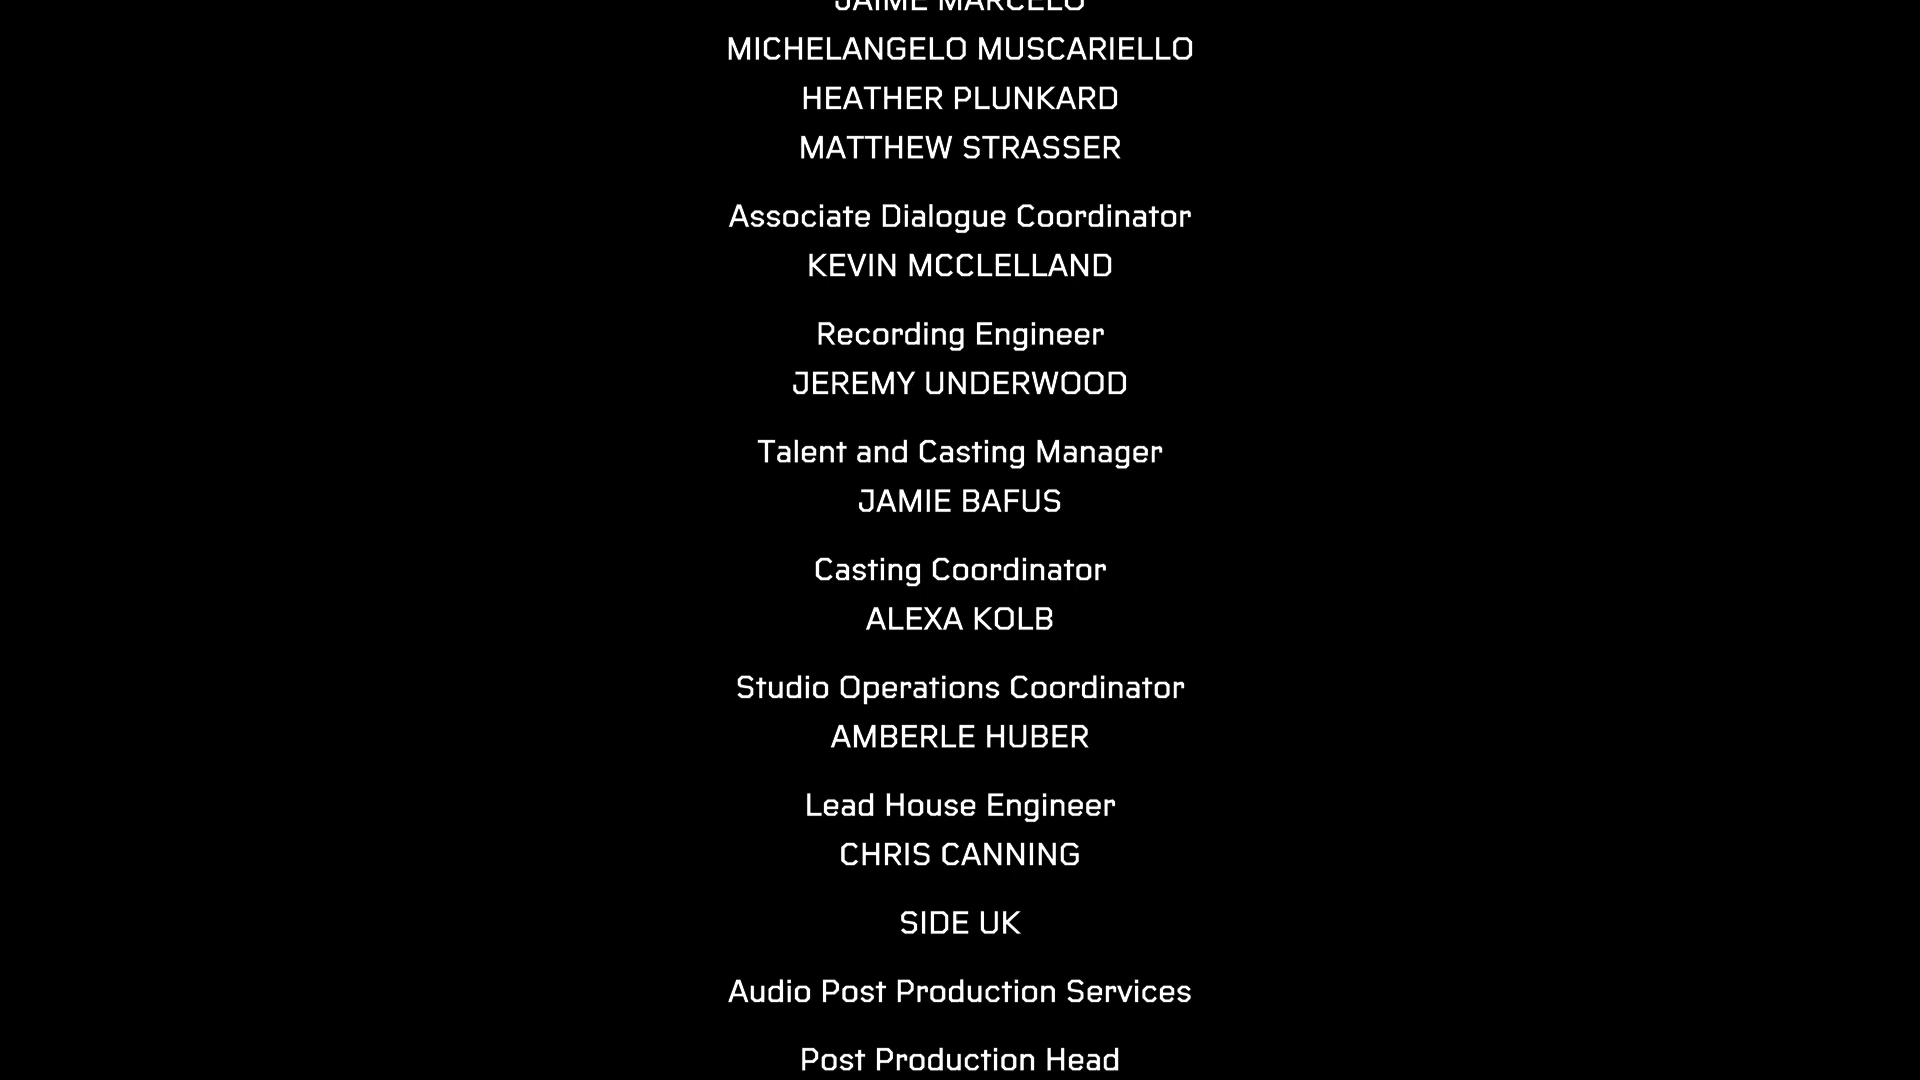 JAIME MARCELO
MICHELANGELO MUSCARIELLO
HEATHER PLUNKARD
MATTHEW STRASSER
Associate Dialogue Coordinator
KEVIN MCCLELLAND
Recording Engineer
JEREMY UNDERWOOD
Talent and Casting Manager
JAMIE BAFUS
Casting Coordinator
ALEXA KOLB
Studio Operations Coordinator
AMBERLE HUBER
Lead House Engineer
CHRIS CANNING
SIDE UK
Audio Post Production Services
Post Production Head